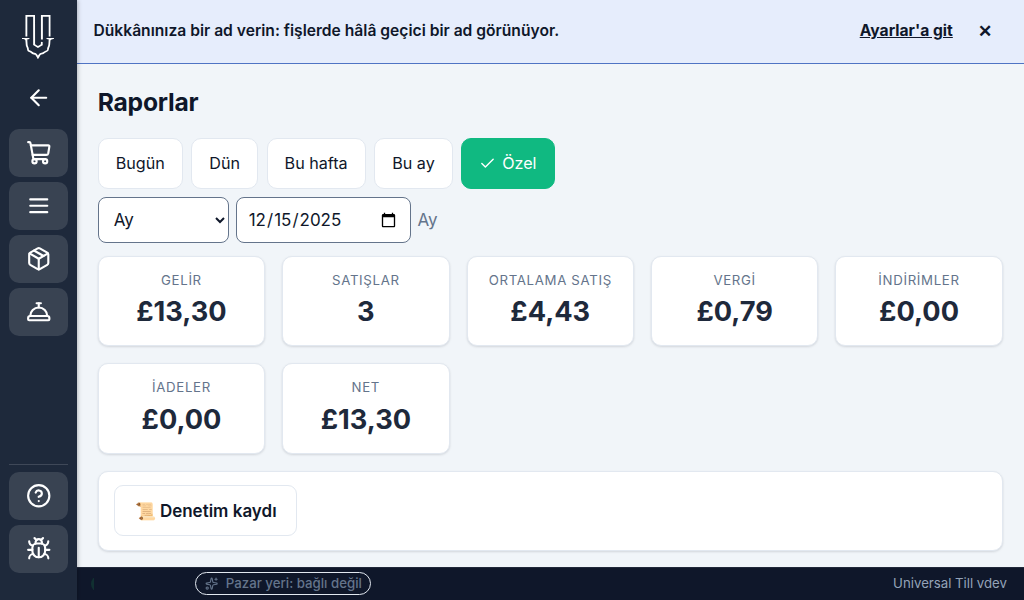 Dükkânınıza bir ad verin: fişlerde hâlâ geçici bir ad görünüyor.
Ayarlar'a git ✕
Raporlar
Bugün
Dün
Bu hafta
Bu ay
✓ Özel
Ay
12/15/2025
Ay
GELİR
£13,30
SATIŞLAR
3
ORTALAMA SATIŞ
£4,43
VERGİ
£0,79
İNDİRİMLER
£0,00
İADELER
£0,00
NET
£13,30
📜 Denetim kaydı
Pazar yeri: bağlı değil
Universal Till vdev